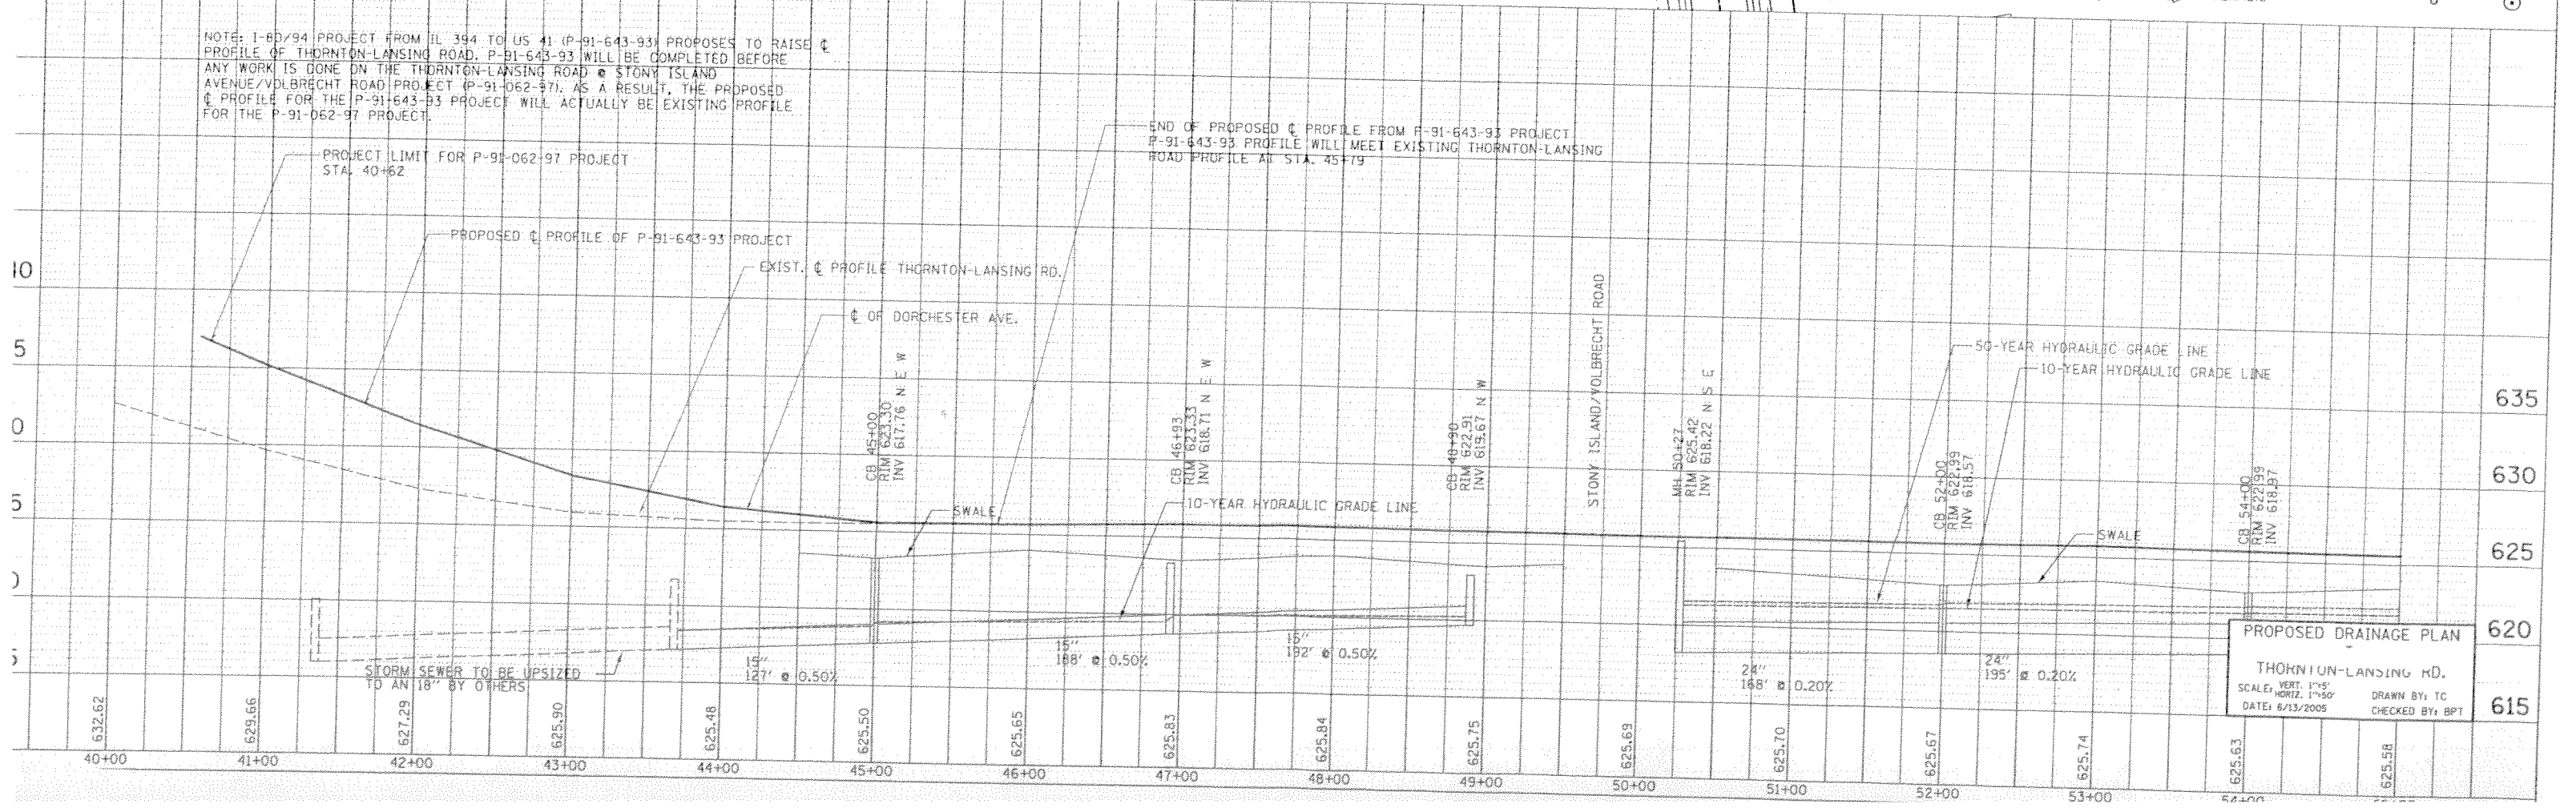 NOTE: I-80/94 PROJECT FROM IL 394 TO US 41 (P-91-643-93) PROPOSES TO RAISE ℄
PROFILE OF THORNTON-LANSING ROAD. P-91-643-93 WILL BE COMPLETED BEFORE
ANY WORK IS DONE ON THE THORNTON-LANSING ROAD @ STONY ISLAND
AVENUE/VOLBRECHT ROAD PROJECT (P-91-062-97). AS A RESULT, THE PROPOSED
℄ PROFILE FOR THE P-91-643-93 PROJECT WILL ACTUALLY BE EXISTING PROFILE
FOR THE P-91-062-97 PROJECT.
END OF PROPOSED ℄ PROFILE FROM P-91-643-93 PROJECT
P-91-643-93 PROFILE WILL MEET EXISTING THORNTON-LANSING
ROAD PROFILE AT STA. 45+79
PROJECT LIMIT FOR P-91-062-97 PROJECT
STA. 40+62
PROPOSED ℄ PROFILE OF P-91-643-93 PROJECT
EXIST. ℄ PROFILE THORNTON-LANSING RD.
℄ OF DORCHESTER AVE.
10
5
0
5
0
5
CB 45+00
RIM 623.30
INV 617.76 N E W
CB 46+93
RIM 623.33
INV 618.71 N E W
CB 48+90
RIM 622.91
INV 619.67 N W
STONY ISLAND/VOLBRECHT ROAD
MH 50+27
RIM 625.42
INV 618.22 N S E
CB 52+00
RIM 622.99
INV 618.57
CB 54+00
RIM 622.99
INV 618.97
50-YEAR HYDRAULIC GRADE LINE
10-YEAR HYDRAULIC GRADE LINE
SWALE
10-YEAR HYDRAULIC GRADE LINE
SWALE
635
630
625
620
615
STORM SEWER TO BE UPSIZED
TO AN 18" BY OTHERS
15"
127' @ 0.50%
15"
188' @ 0.50%
15"
192' @ 0.50%
24"
168' @ 0.20%
24"
195' @ 0.20%
PROPOSED DRAINAGE PLAN
-
THORNTON-LANSING RD.
SCALE: VERT. 1"=5'
HORIZ. 1"=50'
DRAWN BY: TC
DATE: 6/13/2005
CHECKED BY: BPT
632.62
629.66
627.29
625.90
625.48
625.50
625.65
625.83
625.84
625.75
625.69
625.70
625.67
625.74
625.63
625.58
40+00
41+00
42+00
43+00
44+00
45+00
46+00
47+00
48+00
49+00
50+00
51+00
52+00
53+00
54+00